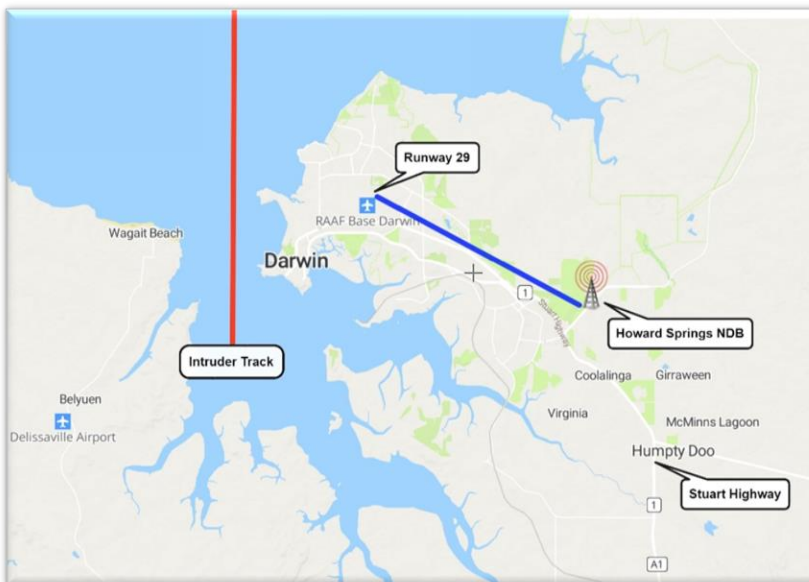 Runway 29
RAAF Base Darwin
Wagait Beach
Darwin
1
Stuart Highway
Howard Springs NDB
Intruder Track
Coolalinga
Girraween
Belyuen
Virginia
McMinns Lagoon
Delissaville Airport
Humpty Doo
Stuart Highway
1
A1